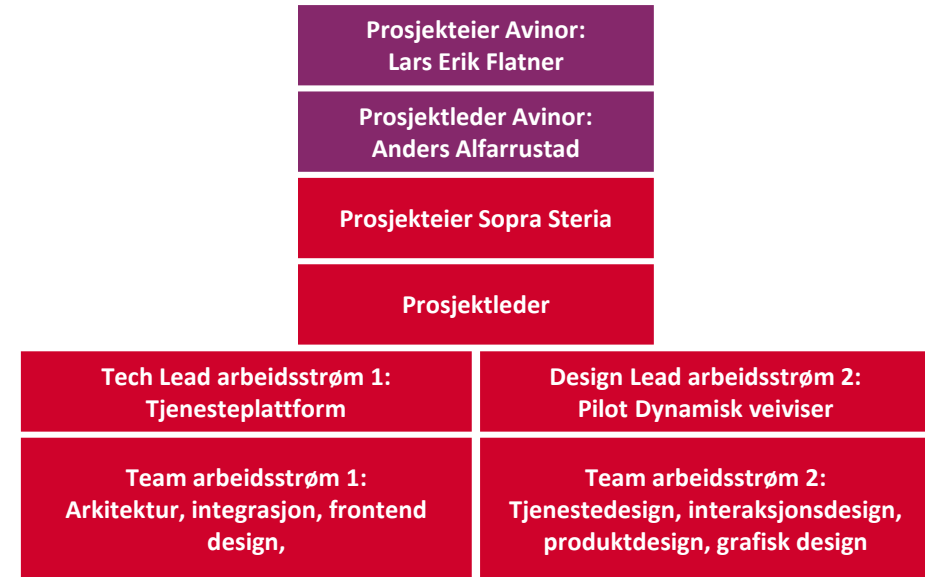 Prosjekteier Avinor:
Lars Erik Flatner
Prosjektleder Avinor:
Anders Alfarrustad
Prosjekteier Sopra Steria
Prosjektleder
Tech Lead arbeidsstrøm 1:
Tjenesteplattform
Design Lead arbeidsstrøm 2:
Pilot Dynamisk veiviser
Team arbeidsstrøm 1:
Arkitektur, integrasjon, frontend
design,
Team arbeidsstrøm 2:
Tjenestedesign, interaksjonsdesign,
produktdesign, grafisk design